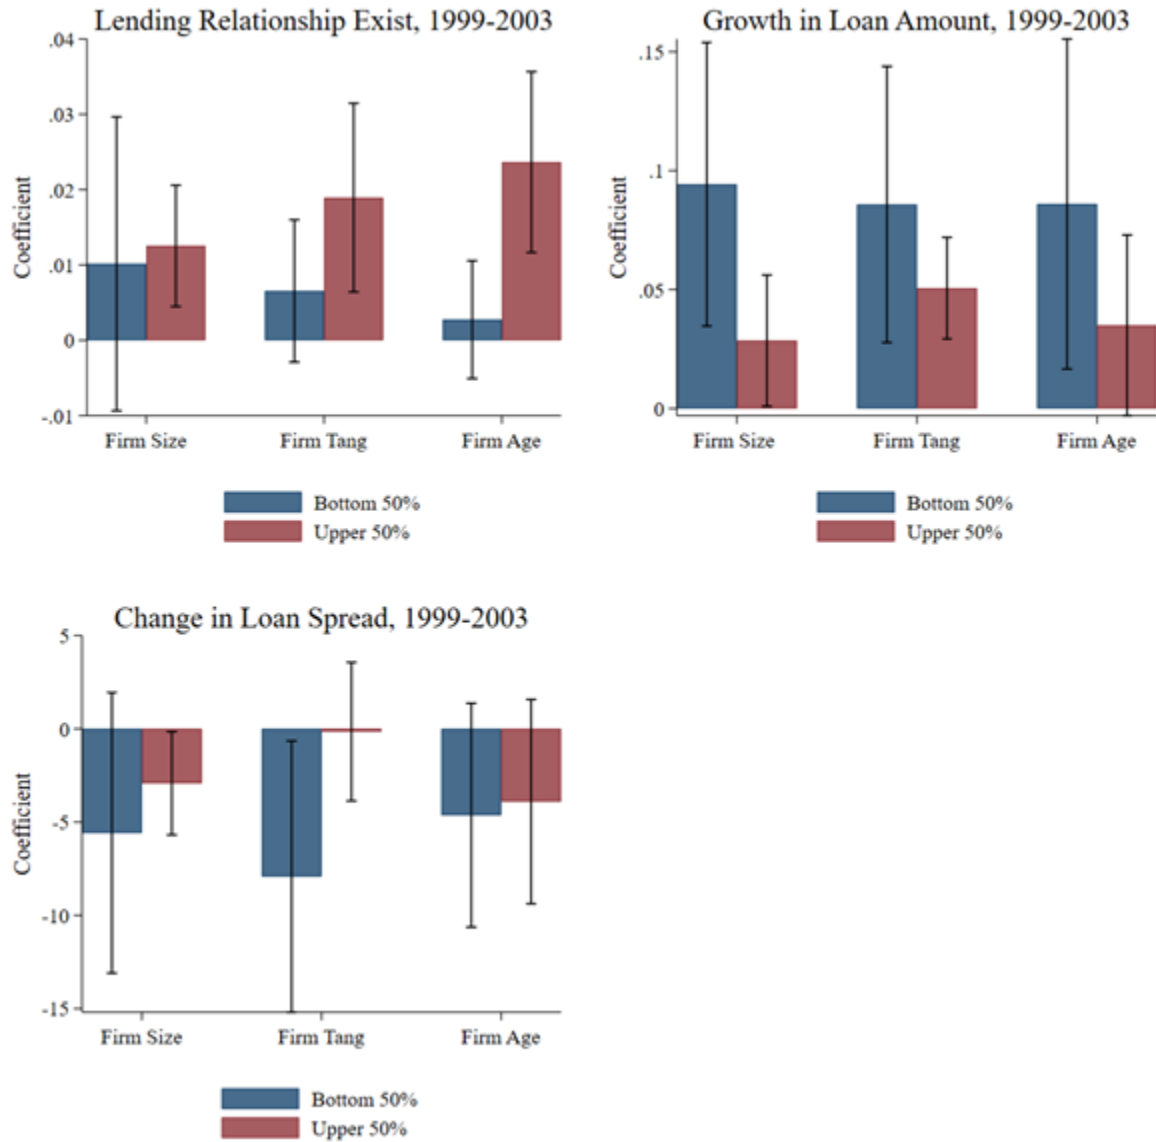 Lending Relationship Exist, 1999-2003
.04
.03
.02
.01
0
-.01
Coefficient
Firm Size
Firm Tang
Firm Age
Bottom 50%
Upper 50%
Growth in Loan Amount, 1999-2003
.15
.1
.05
0
Coefficient
Firm Size
Firm Tang
Firm Age
Bottom 50%
Upper 50%
Change in Loan Spread, 1999-2003
5
0
-5
-10
-15
Coefficient
Firm Size
Firm Tang
Firm Age
Bottom 50%
Upper 50%